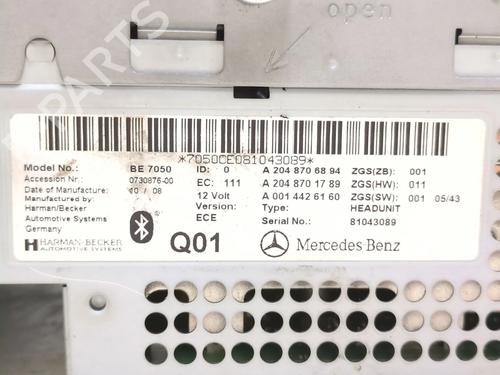 open
*7050CE081043089*
Model No.: BE 7050 ID: 0 A 204 870 68 94 ZGS(ZB): 001
Accession Nr.: 0730876-00 EC: 111 A 204 870 17 89 ZGS(HW): 011
Date of Manufacture: 10 / 08 12 Volt A 001 442 61 60 ZGS(SW): 001 05/43
Manufactured by: Version: Type: HEADUNIT
Harman/Becker ECE Serial No.: 81043089
Automotive Systems
Germany
HARMAN/BECKER
AUTOMOTIVE SYSTEMS
Q01
Mercedes-Benz